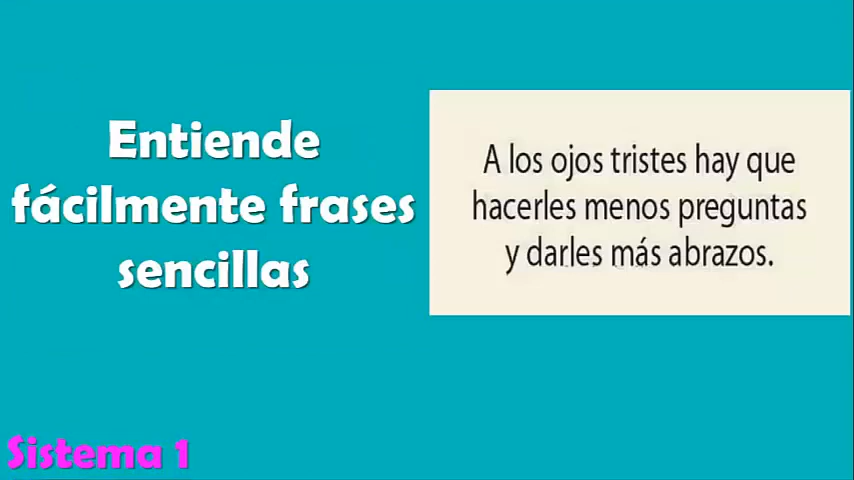 Entiende
fácilmente frases
sencillas
A los ojos tristes hay que
hacerles menos preguntas
y darles más abrazos.
Sistema 1